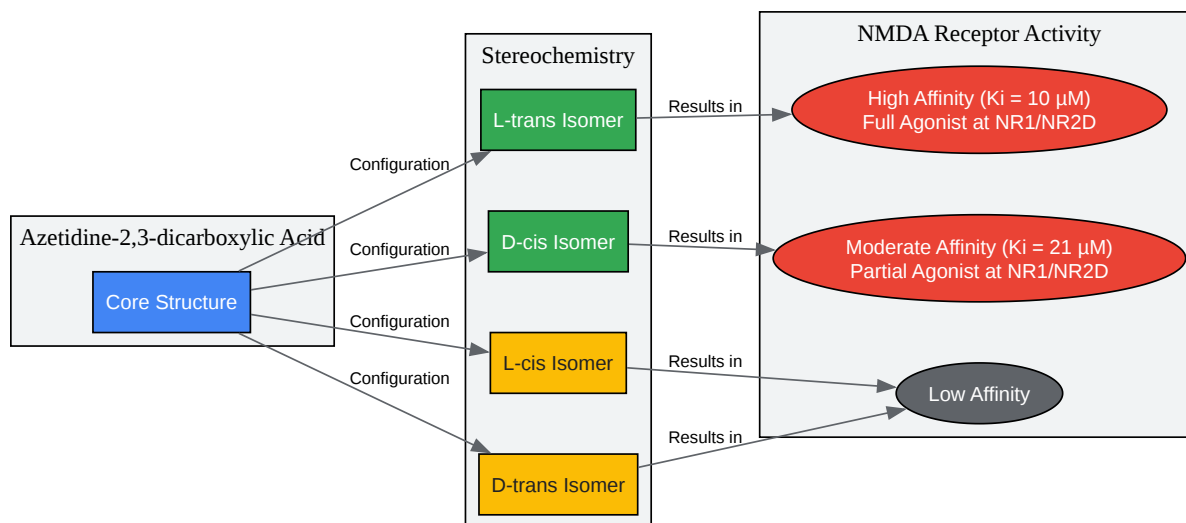 Azetidine-2,3-dicarboxylic Acid
Core Structure
Configuration
Configuration
Configuration
Configuration
Stereochemistry
L-trans Isomer
D-cis Isomer
L-cis Isomer
D-trans Isomer
Results in
Results in
Results in
Results in
NMDA Receptor Activity
High Affinity (Ki = 10 µM)
Full Agonist at NR1/NR2D
Moderate Affinity (Ki = 21 µM)
Partial Agonist at NR1/NR2D
Low Affinity